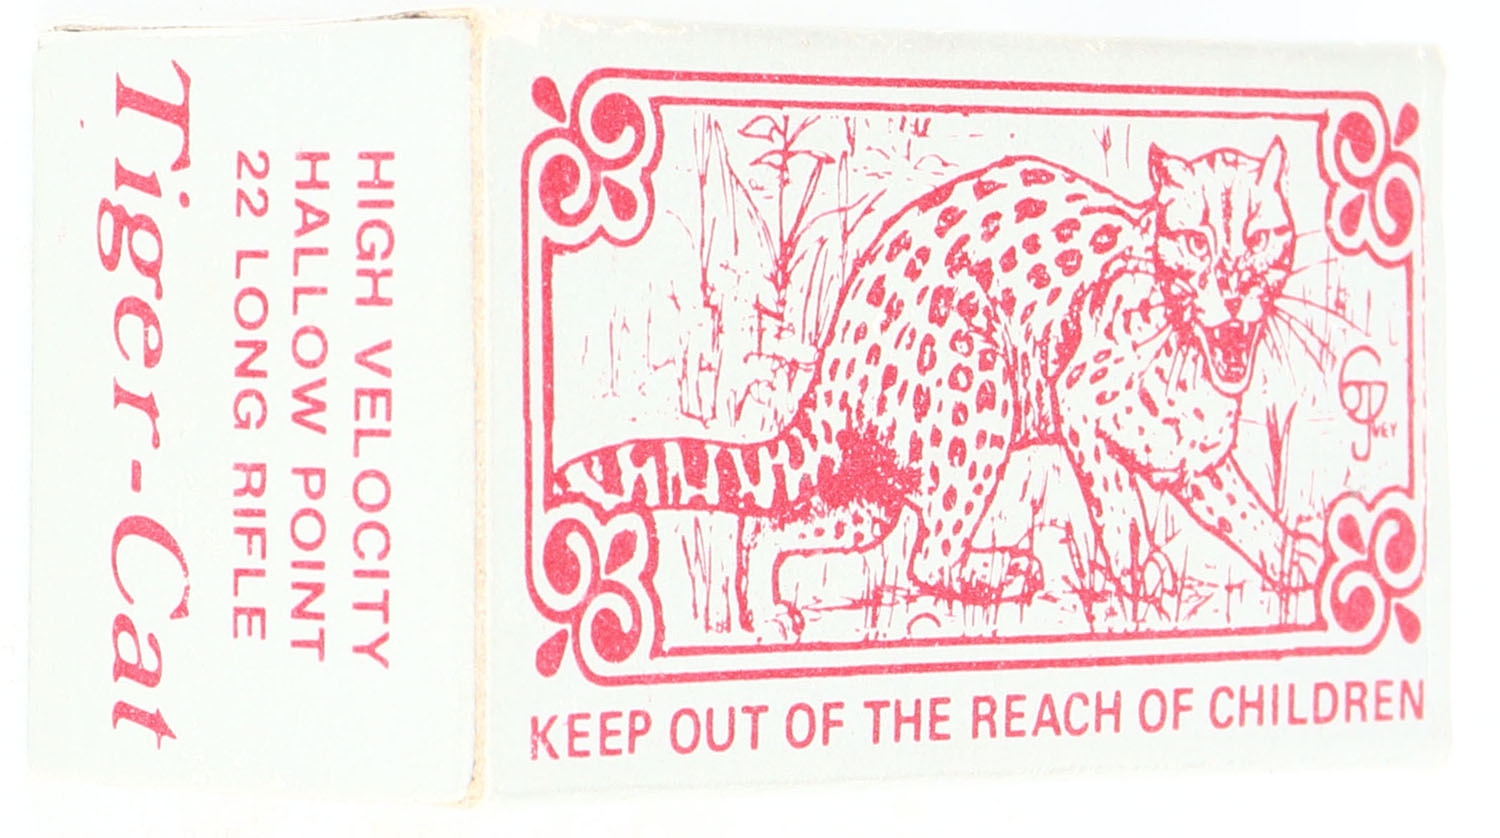 Tiger-Cat
22 LONG RIFLE
HALLOW POINT
HIGH VELOCITY
KEEP OUT OF THE REACH OF CHILDREN